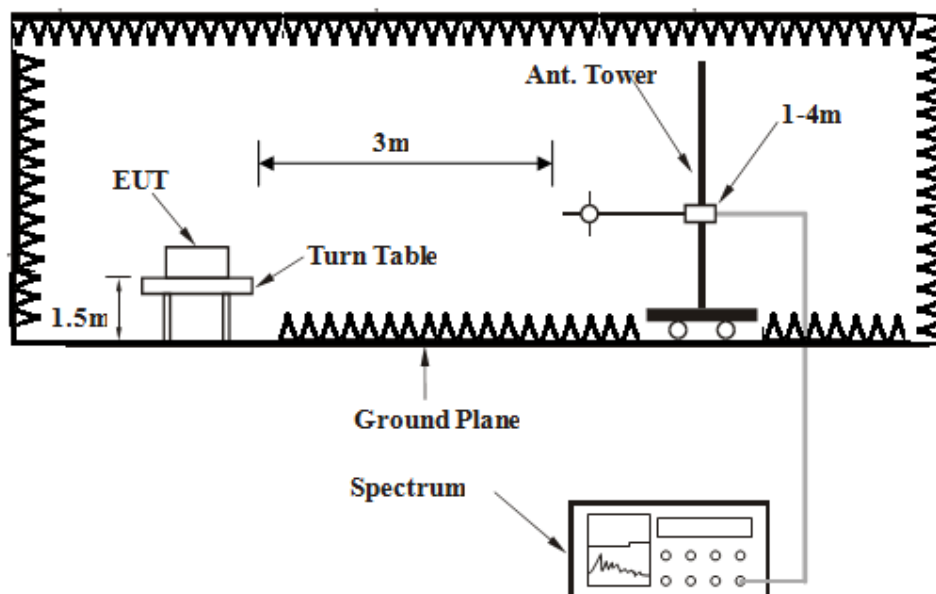 Ant. Tower
1-4m
3m
EUT
Turn Table
1.5m
Ground Plane
Spectrum